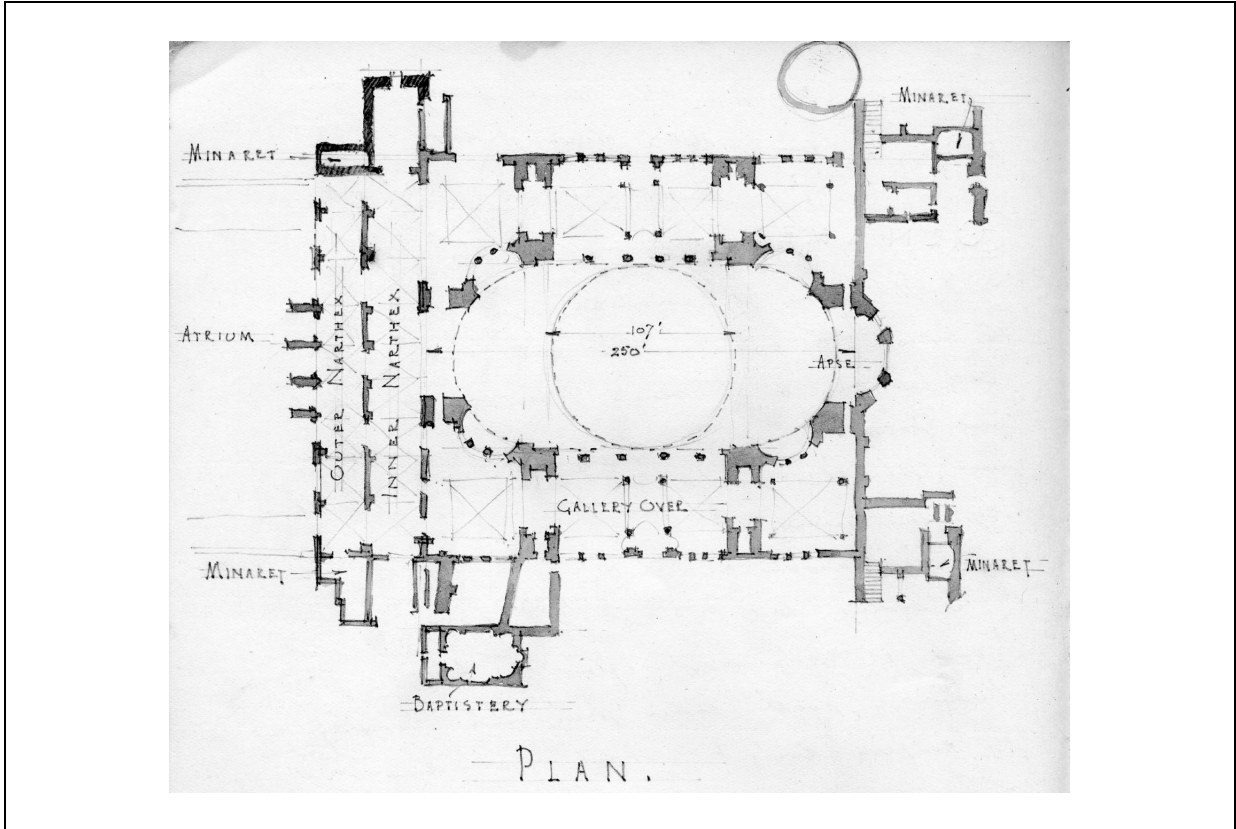 MINARET
MINARET
ATRIUM
OUTER NARTHEX
INNER NARTHEX
107'
250'
APSE
GALLERY OVER
MINARET
MINARET
BAPTISTERY
PLAN.